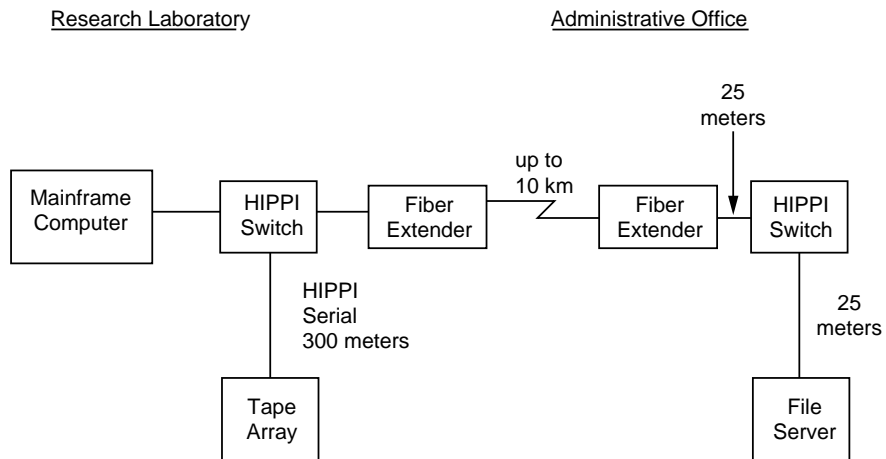 Research Laboratory
Administrative Office
25
meters
up to
10 km
Mainframe
Computer
HIPPI
Switch
Fiber
Extender
Fiber
Extender
HIPPI
Switch
HIPPI
Serial
300 meters
25
meters
Tape
Array
File
Server